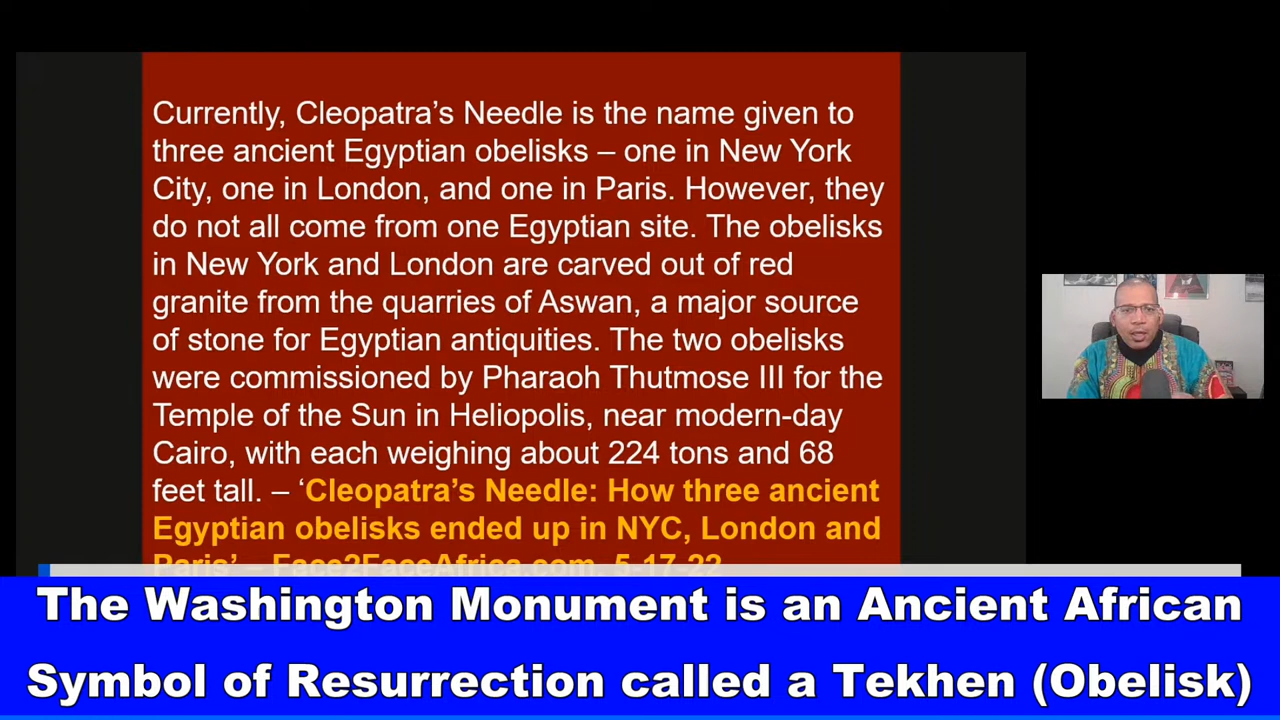 Currently, Cleopatra’s Needle is the name given to
three ancient Egyptian obelisks – one in New York
City, one in London, and one in Paris. However, they
do not all come from one Egyptian site. The obelisks
in New York and London are carved out of red
granite from the quarries of Aswan, a major source
of stone for Egyptian antiquities. The two obelisks
were commissioned by Pharaoh Thutmose III for the
Temple of the Sun in Heliopolis, near modern-day
Cairo, with each weighing about 224 tons and 68
feet tall. – ‘Cleopatra’s Needle: How three ancient
Egyptian obelisks ended up in NYC, London and
Paris’ – Face2FaceAfrica.com, 5-17-22
The Washington Monument is an Ancient African
Symbol of Resurrection called a Tekhen (Obelisk)